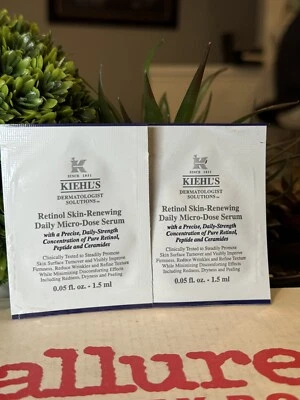 K
SINCE 1851
KIEHL'S
DERMATOLOGIST
SOLUTIONS™
Retinol Skin-Renewing
Daily Micro-Dose Serum
with a Precise, Daily-Strength
Concentration of Pure Retinol,
Peptide and Ceramides
Clinically Tested to Steadily Promote
Skin Surface Turnover and Visibly Improve
Firmness, Reduce Wrinkles and Refine Texture
While Minimizing Discomforting Effects
Including Redness, Dryness and Peeling
0.05 fl. oz. - 1.5 ml
K
SINCE 1851
KIEHL'S
DERMATOLOGIST
SOLUTIONS™
Retinol Skin-Renewing
Daily Micro-Dose Serum
with a Precise, Daily-Strength
Concentration of Pure Retinol,
Peptide and Ceramides
Clinically Tested to Steadily Promote
Skin Surface Turnover and Visibly Improve
Firmness, Reduce Wrinkles and Refine Texture
While Minimizing Discomforting Effects
Including Redness, Dryness and Peeling
0.05 fl. oz. - 1.5 ml
allure